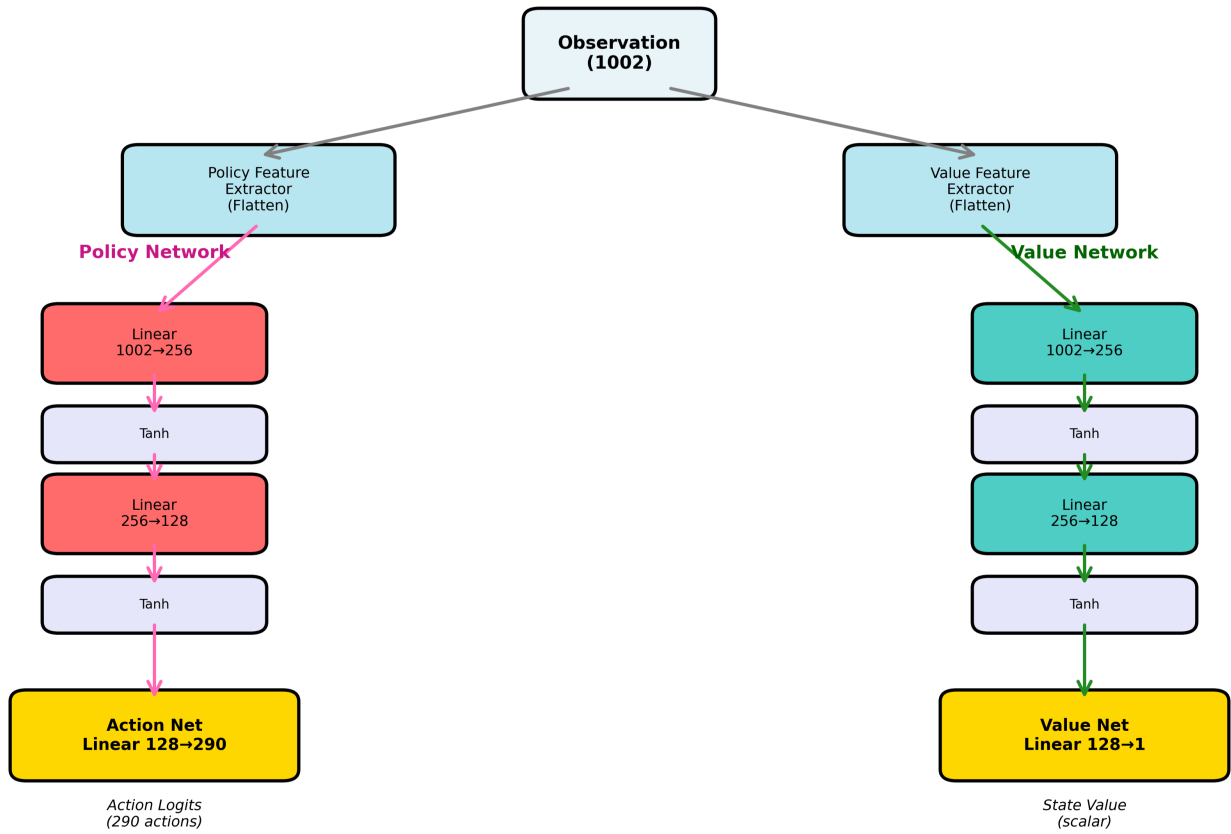 Observation
(1002)
Policy Feature
Extractor
(Flatten)
Value Feature
Extractor
(Flatten)
Policy Network
Value Network
Linear
1002→256
Linear
1002→256
Tanh
Tanh
Linear
256→128
Linear
256→128
Tanh
Tanh
Action Net
Linear 128→290
Value Net
Linear 128→1
Action Logits
(290 actions)
State Value
(scalar)